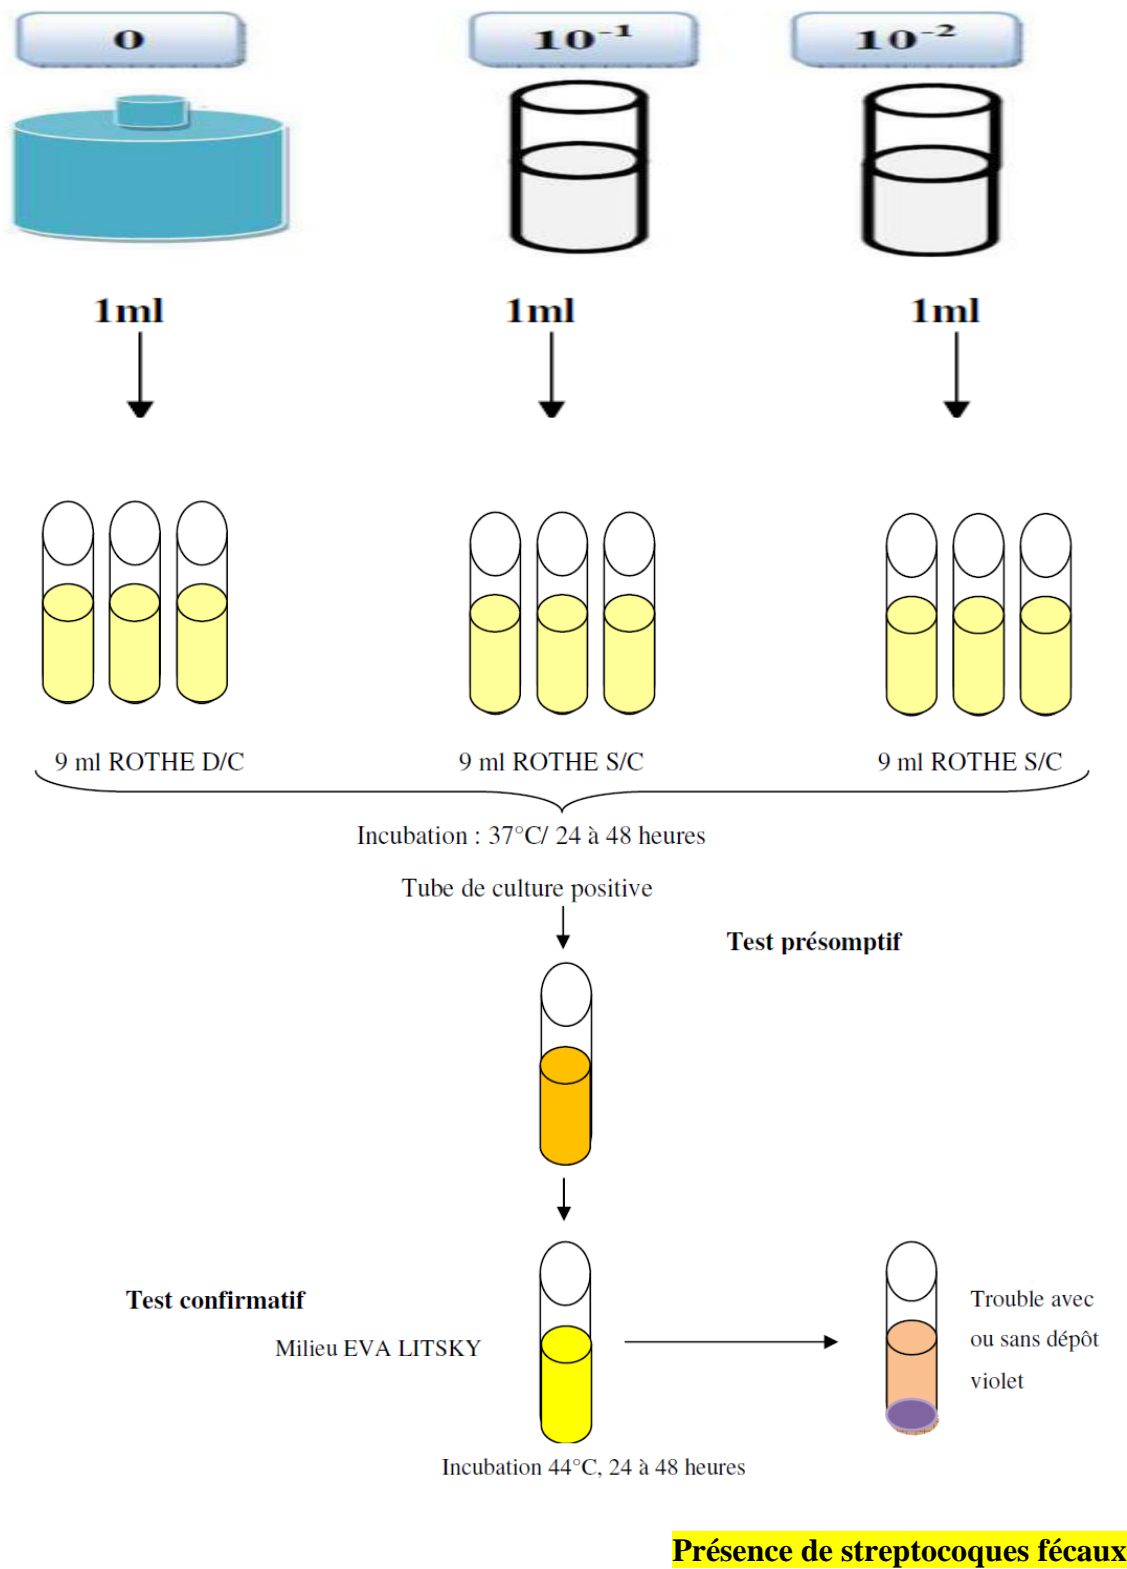 0
10⁻¹
10⁻²
1ml
1ml
1ml
9 ml ROTHE D/C
9 ml ROTHE S/C
9 ml ROTHE S/C
Incubation : 37°C/ 24 à 48 heures
Tube de culture positive
Test présomptif
Test confirmatif
Milieu EVA LITSKY
Trouble avec
ou sans dépôt
violet
Incubation 44°C, 24 à 48 heures
Présence de streptocoques fécaux